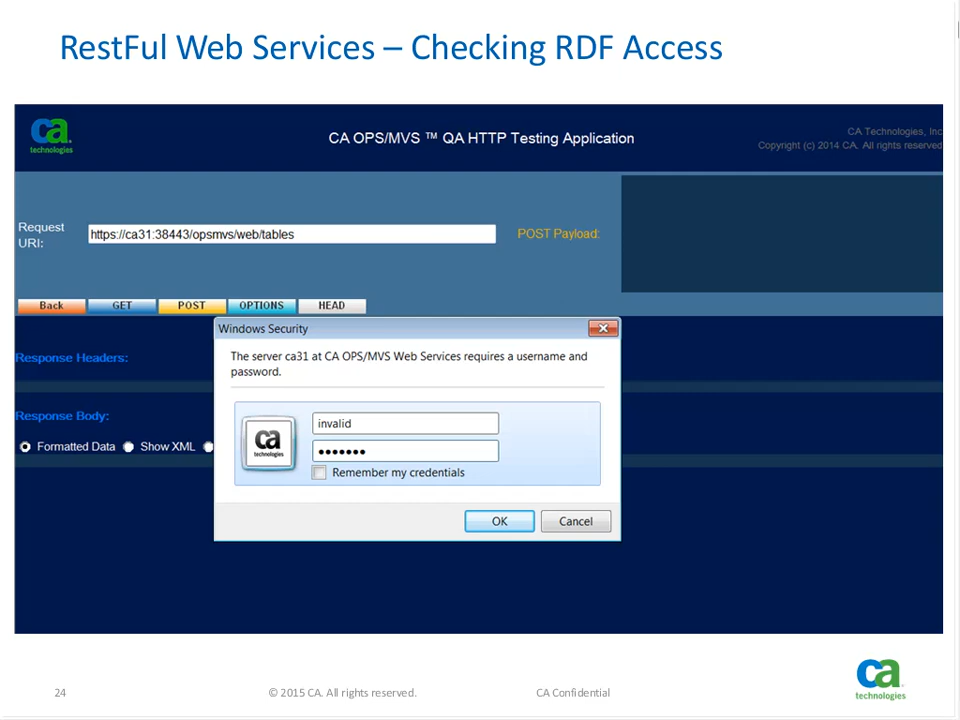 RestFul Web Services – Checking RDF Access
ca.
technologies
CA OPS/MVS ™ QA HTTP Testing Application
CA Technologies, Inc
Copyright (c) 2014 CA. All rights reserved
Request
URI:
https://ca31:38443/opsmvs/web/tables
POST Payload:
Back GET POST OPTIONS HEAD
Windows Security
The server ca31 at CA OPS/MVS Web Services requires a username and
password.
Response Headers:
Response Body:
Formatted Data Show XML
invalid
ca
technologies
•••••••
Remember my credentials
OK Cancel
24 © 2015 CA. All rights reserved. CA Confidential
ca.
technologies